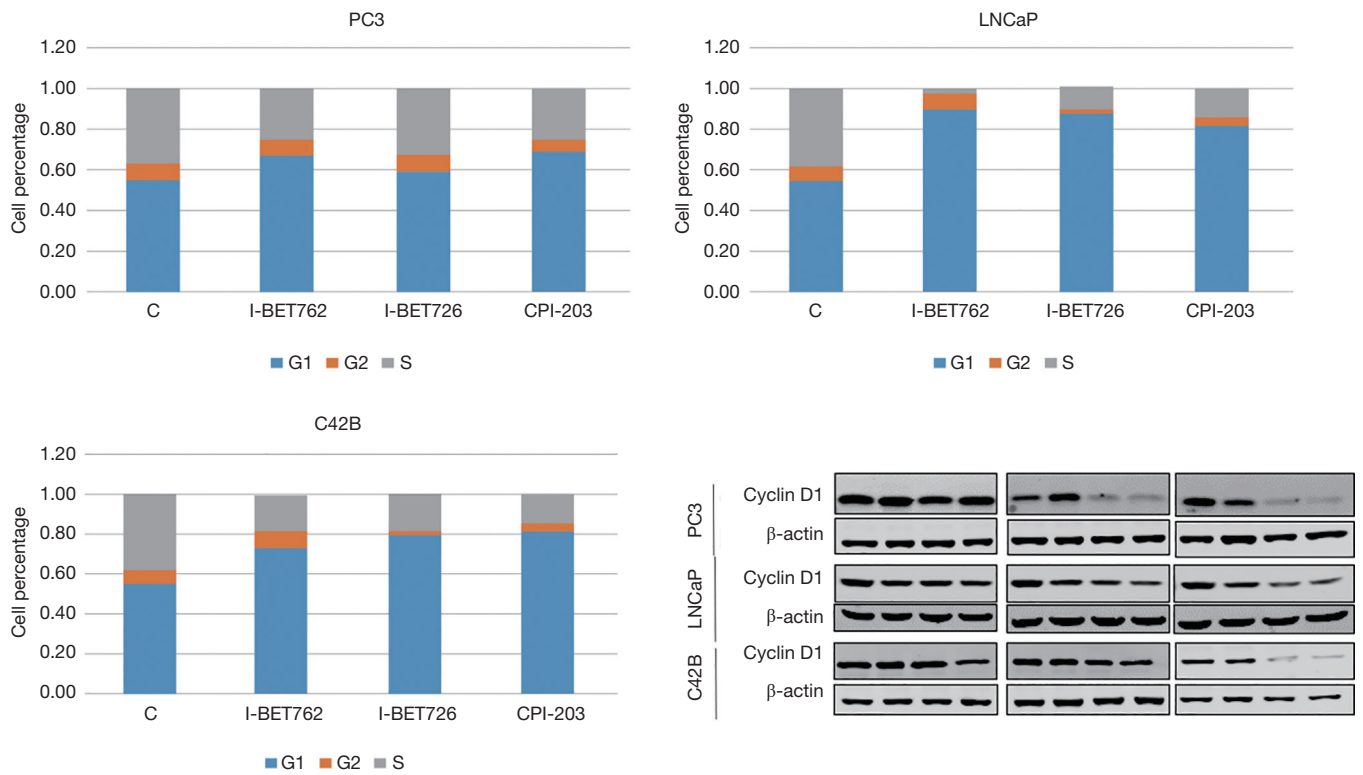 PC3
1.20
1.00
0.80
0.60
0.40
0.20
0.00
Cell percentage
C I-BET762 I-BET726 CPI-203
G1 G2 S
LNCaP
1.20
1.00
0.80
0.60
0.40
0.20
0.00
Cell percentage
C I-BET762 I-BET726 CPI-203
G1 G2 S
C42B
1.20
1.00
0.80
0.60
0.40
0.20
0.00
Cell percentage
C I-BET762 I-BET726 CPI-203
G1 G2 S
PC3
Cyclin D1
β-actin
LNCaP
Cyclin D1
β-actin
C42B
Cyclin D1
β-actin